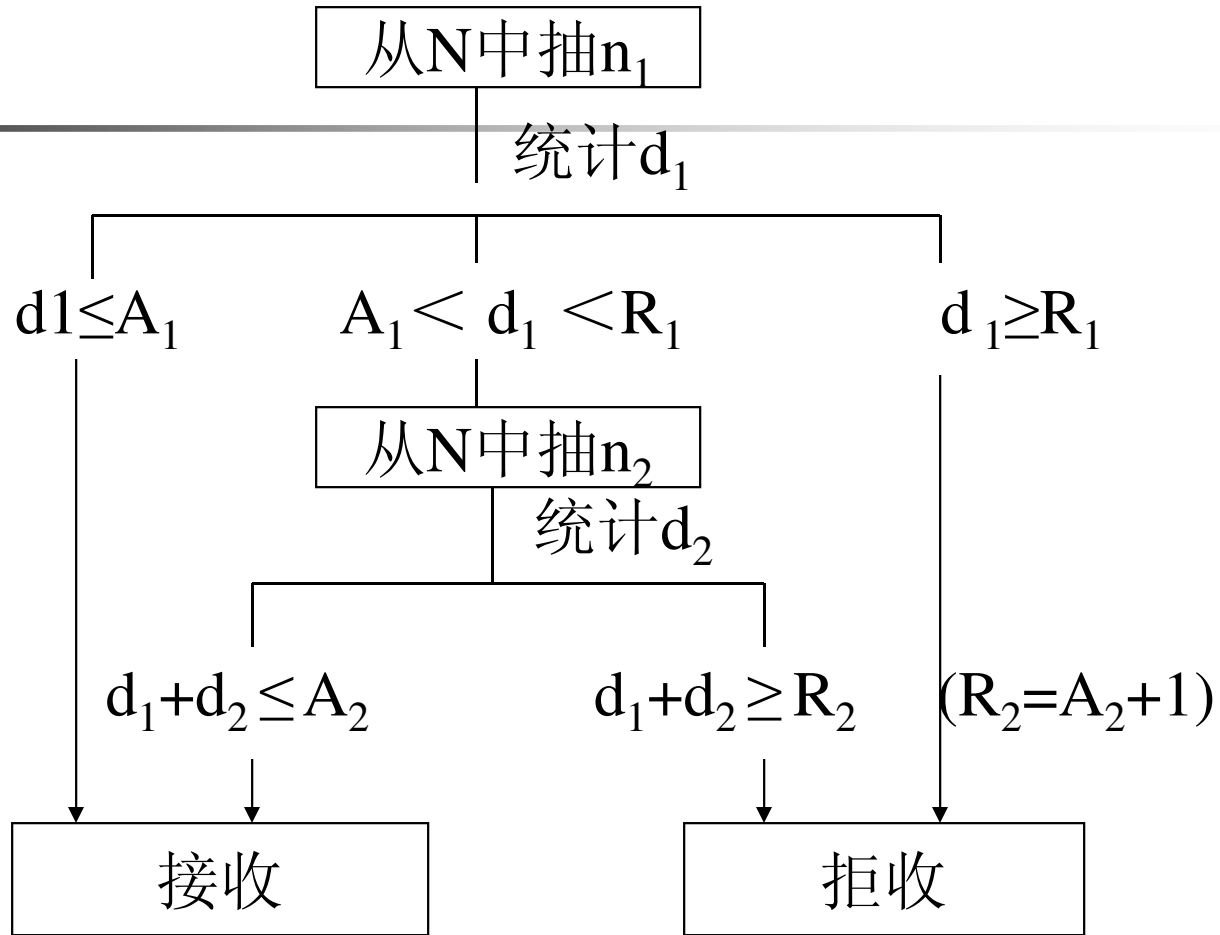 从N中抽n₁
统计d₁
d1≤A₁ A₁＜ d₁ ＜R₁ d ₁≥R₁
从N中抽n₂
统计d₂
d₁+d₂ ≤ A₂ d₁+d₂ ≥ R₂ (R₂=A₂+1)
接收 拒收